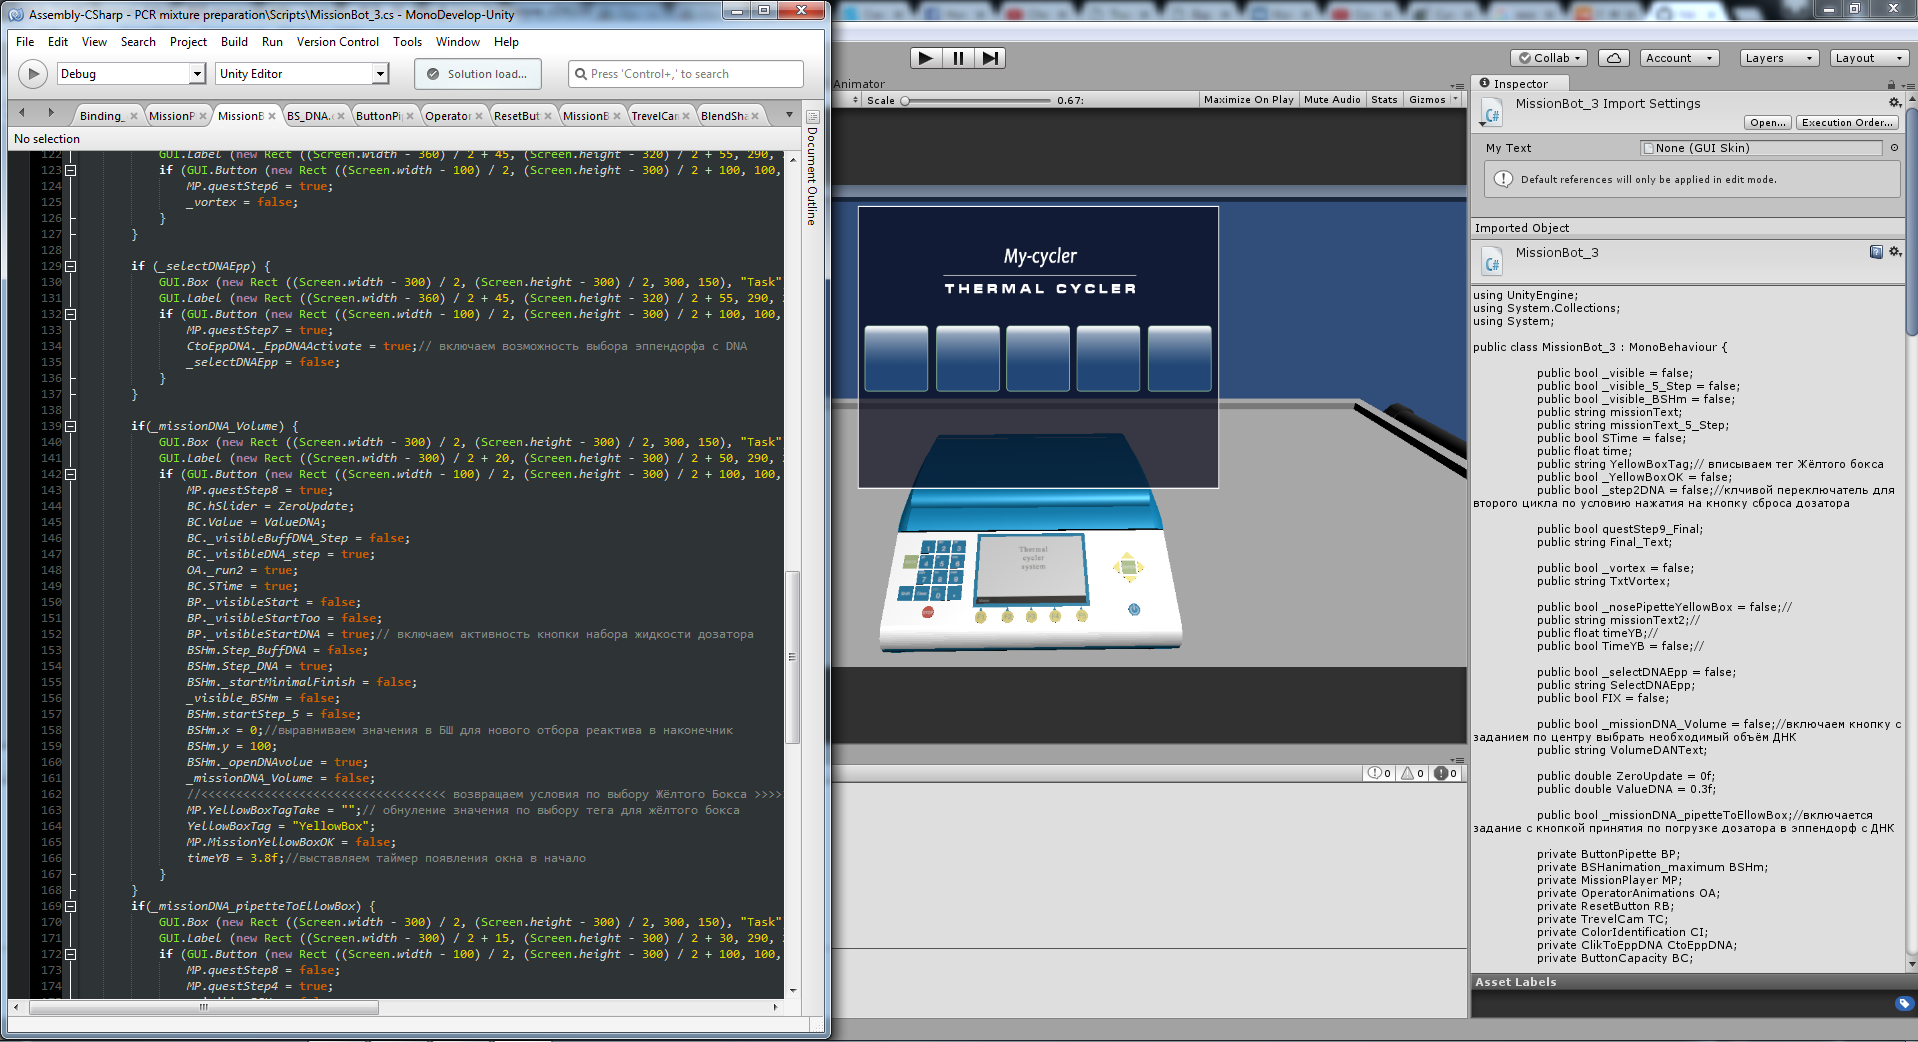 Assembly-CSharp - PCR mixture preparation\Scripts\MissionBot_3.cs - MonoDevelop-Unity
File Edit View Search Project Build Run Version Control Tools Window Help
Debug
Unity Editor
Solution load...
Press 'Control+,' to search
Binding_
MissionP
MissionB
BS_DNA.
ButtonPi
Operator
ResetBut
MissionB
TrevelCar
BlendSha
No selection
Document Outline
122 GUI.Label (new Rect ((Screen.width - 360) / 2 + 45, (Screen.height - 320) / 2 + 55, 290,
123 if (GUI.Button (new Rect ((Screen.width - 100) / 2, (Screen.height - 300) / 2 + 100, 100,
124 MP.questStep6 = true;
125 _vortex = false;
126 }
127 }
128
129 if (_selectDNAEpp) {
130 GUI.Box (new Rect ((Screen.width - 300) / 2, (Screen.height - 300) / 2, 300, 150), "Task"
131 GUI.Label (new Rect ((Screen.width - 360) / 2 + 45, (Screen.height - 320) / 2 + 55, 290,
132 if (GUI.Button (new Rect ((Screen.width - 100) / 2, (Screen.height - 300) / 2 + 100, 100,
133 MP.questStep7 = true;
134 CtoEppDNA._EppDNAActivate = true;// включаем возможность выбора эппендорфа с DNA
135 _selectDNAEpp = false;
136 }
137 }
138
139 if(_missionDNA_Volume) {
140 GUI.Box (new Rect ((Screen.width - 300) / 2, (Screen.height - 300) / 2, 300, 150), "Task"
141 GUI.Label (new Rect ((Screen.width - 300) / 2 + 20, (Screen.height - 300) / 2 + 50, 290,
142 if (GUI.Button (new Rect ((Screen.width - 100) / 2, (Screen.height - 300) / 2 + 100, 100,
143 MP.questStep8 = true;
144 BC.hSlider = ZeroUpdate;
145 BC.Value = ValueDNA;
146 BC._visibleBuffDNA_Step = false;
147 BC._visibleDNA_step = true;
148 OA._run2 = true;
149 BC.STime = true;
150 BP._visibleStart = false;
151 BP._visibleStartToo = false;
152 BP._visibleStartDNA = true;// включаем активность кнопки набора жидкости дозатора
153 BSHm.Step_BuffDNA = false;
154 BSHm.Step_DNA = true;
155 BSHm._startMinimalFinish = false;
156 _visible_BSHm = false;
157 BSHm.startStep_5 = false;
158 BSHm.x = 0;//выравниваем значения в БШ для нового отбора реактива в наконечник
159 BSHm.y = 100;
160 BSHm._openDNAvolue = true;
161 _missionDNA_Volume = false;
162 //<<<<<<<<<<<<<<<<<<<<<<<<<<<<<<<<<<< возвращаем условия по выбору Жёлтого Бокса >>>>
163 MP.YellowBoxTagTake = "";// обнуление значения по выбору тега для жёлтого бокса
164 YellowBoxTag = "YellowBox";
165 MP.MissionYellowBoxOK = false;
166 timeYB = 3.8f;//выставляем таймер появления окна в начало
167 }
168 }
169 if(_missionDNA_pipetteToEllowBox) {
170 GUI.Box (new Rect ((Screen.width - 300) / 2, (Screen.height - 300) / 2, 300, 150), "Task"
171 GUI.Label (new Rect ((Screen.width - 300) / 2 + 15, (Screen.height - 300) / 2 + 30, 290,
172 if (GUI.Button (new Rect ((Screen.width - 100) / 2, (Screen.height - 300) / 2 + 100, 100,
173 MP.questStep8 = false;
174 MP.questStep4 = true;
Animator
Scale 0.67:
Maximize On Play Mute Audio Stats Gizmos
Collab
Account
Layers
Layout
My-cycler
THERMAL CYCLER
Thermal
cycler
system
1 2 3
0
0 0 0
Inspector
MissionBot_3 Import Settings
Open... Execution Order...
My Text
None (GUI Skin)
Default references will only be applied in edit mode.
Imported Object
MissionBot_3
using UnityEngine;
using System.Collections;
using System;
public class MissionBot_3 : MonoBehaviour {
public bool _visible = false;
public bool _visible_5_Step = false;
public bool _visible_BSHm = false;
public string missionText;
public string missionText_5_Step;
public bool STime = false;
public float time;
public string YellowBoxTag;// вписываем тег Жёлтого бокса
public bool _YellowBoxOK = false;
public bool _step2DNA = false;//клчивой переключатель для
второго цикла по условию нажатия на кнопку сброса дозатора
public bool questStep9_Final;
public string Final_Text;
public bool _vortex = false;
public string TxtVortex;
public bool _nosePipetteYellowBox = false;//
public string missionText2;//
public float timeYB;//
public bool TimeYB = false;//
public bool _selectDNAEpp = false;
public string SelectDNAEpp;
public bool FIX = false;
public bool _missionDNA_Volume = false;//включаем кнопку с
заданием по центру выбрать необходимый объём ДНК
public string VolumeDANText;
public double ZeroUpdate = 0f;
public double ValueDNA = 0.3f;
public bool _missionDNA_pipetteToEllowBox;//включается
задание с кнопкой принятия по погрузке дозатора в эппендорф с ДНК
private ButtonPipette BP;
private BSHanimation_maximum BSHm;
private MissionPlayer MP;
private OperatorAnimations OA;
private ResetButton RB;
private TrevelCam TC;
private ColorIdentification CI;
private ClikToEppDNA CtoEppDNA;
private ButtonCapacity BC;
Asset Labels